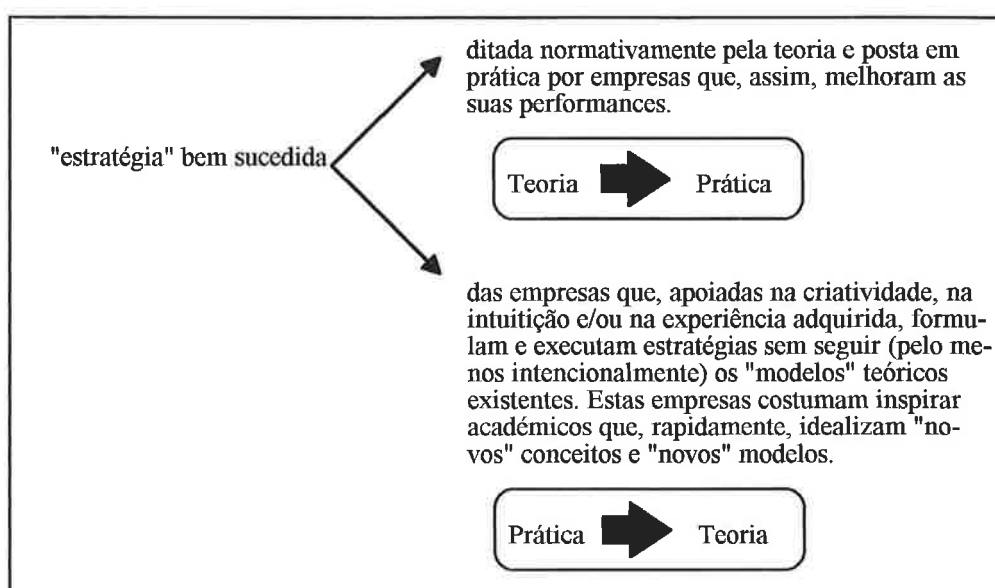 ditada normativamente pela teoria e posta em
prática por empresas que, assim, melhoram as
suas performances.
"estratégia" bem sucedida
Teoria Prática
das empresas que, apoiadas na criatividade, na
intuitição e/ou na experiência adquirida, formu-
lam e executam estratégias sem seguir (pelo me-
nos intencionalmente) os "modelos" teóricos
existentes. Estas empresas costumam inspirar
académicos que, rapidamente, idealizam "no-
vos" conceitos e "novos" modelos.
Prática Teoria